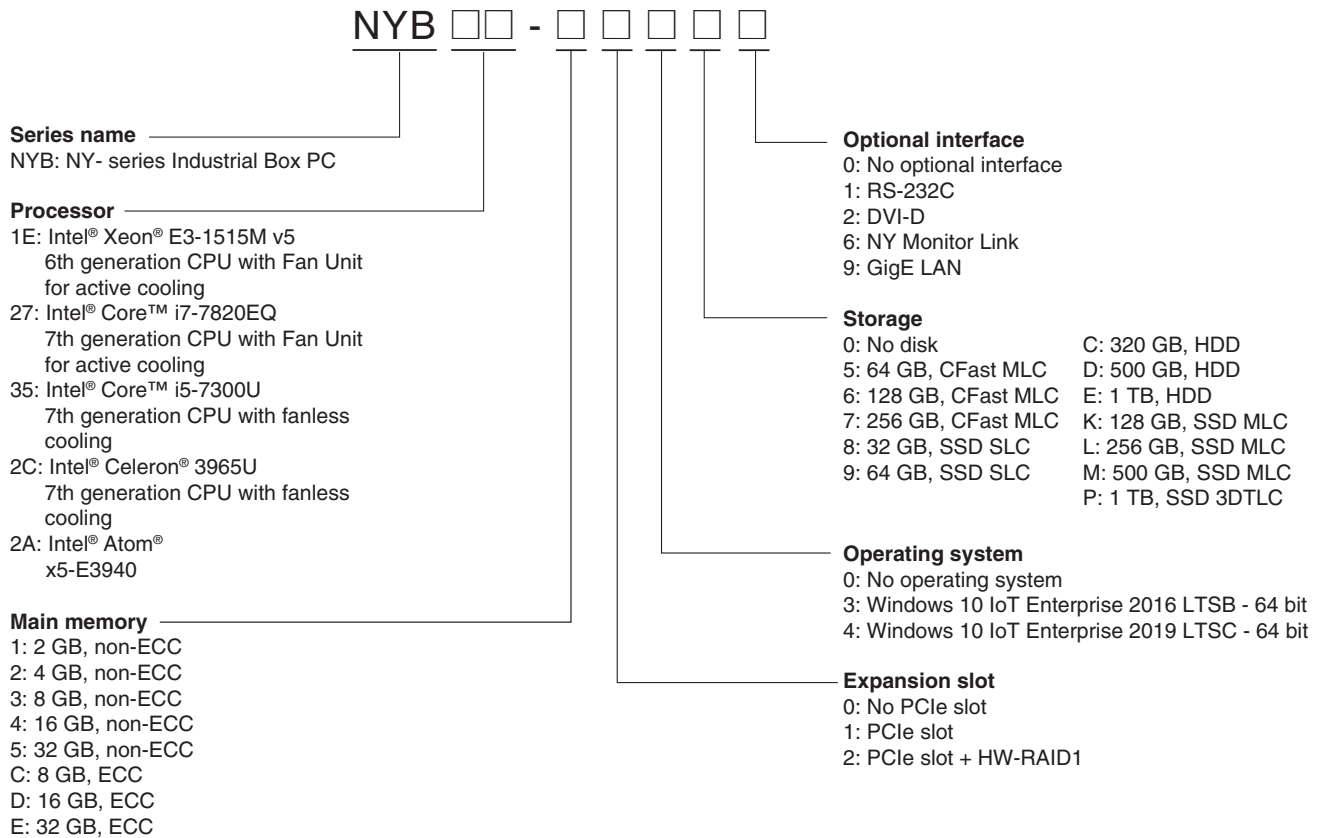 NYB □□ - □ □ □ □ □
Series name
NYB: NY- series Industrial Box PC
Processor
1E: Intel® Xeon® E3-1515M v5
6th generation CPU with Fan Unit
for active cooling
27: Intel® Core™ i7-7820EQ
7th generation CPU with Fan Unit
for active cooling
35: Intel® Core™ i5-7300U
7th generation CPU with fanless
cooling
2C: Intel® Celeron® 3965U
7th generation CPU with fanless
cooling
2A: Intel® Atom®
x5-E3940
Main memory
1: 2 GB, non-ECC
2: 4 GB, non-ECC
3: 8 GB, non-ECC
4: 16 GB, non-ECC
5: 32 GB, non-ECC
C: 8 GB, ECC
D: 16 GB, ECC
E: 32 GB, ECC
Optional interface
0: No optional interface
1: RS-232C
2: DVI-D
6: NY Monitor Link
9: GigE LAN
Storage
0: No disk
5: 64 GB, CFast MLC
6: 128 GB, CFast MLC
7: 256 GB, CFast MLC
8: 32 GB, SSD SLC
9: 64 GB, SSD SLC
C: 320 GB, HDD
D: 500 GB, HDD
E: 1 TB, HDD
K: 128 GB, SSD MLC
L: 256 GB, SSD MLC
M: 500 GB, SSD MLC
P: 1 TB, SSD 3DTLC
Operating system
0: No operating system
3: Windows 10 IoT Enterprise 2016 LTSB - 64 bit
4: Windows 10 IoT Enterprise 2019 LTSC - 64 bit
Expansion slot
0: No PCIe slot
1: PCIe slot
2: PCIe slot + HW-RAID1